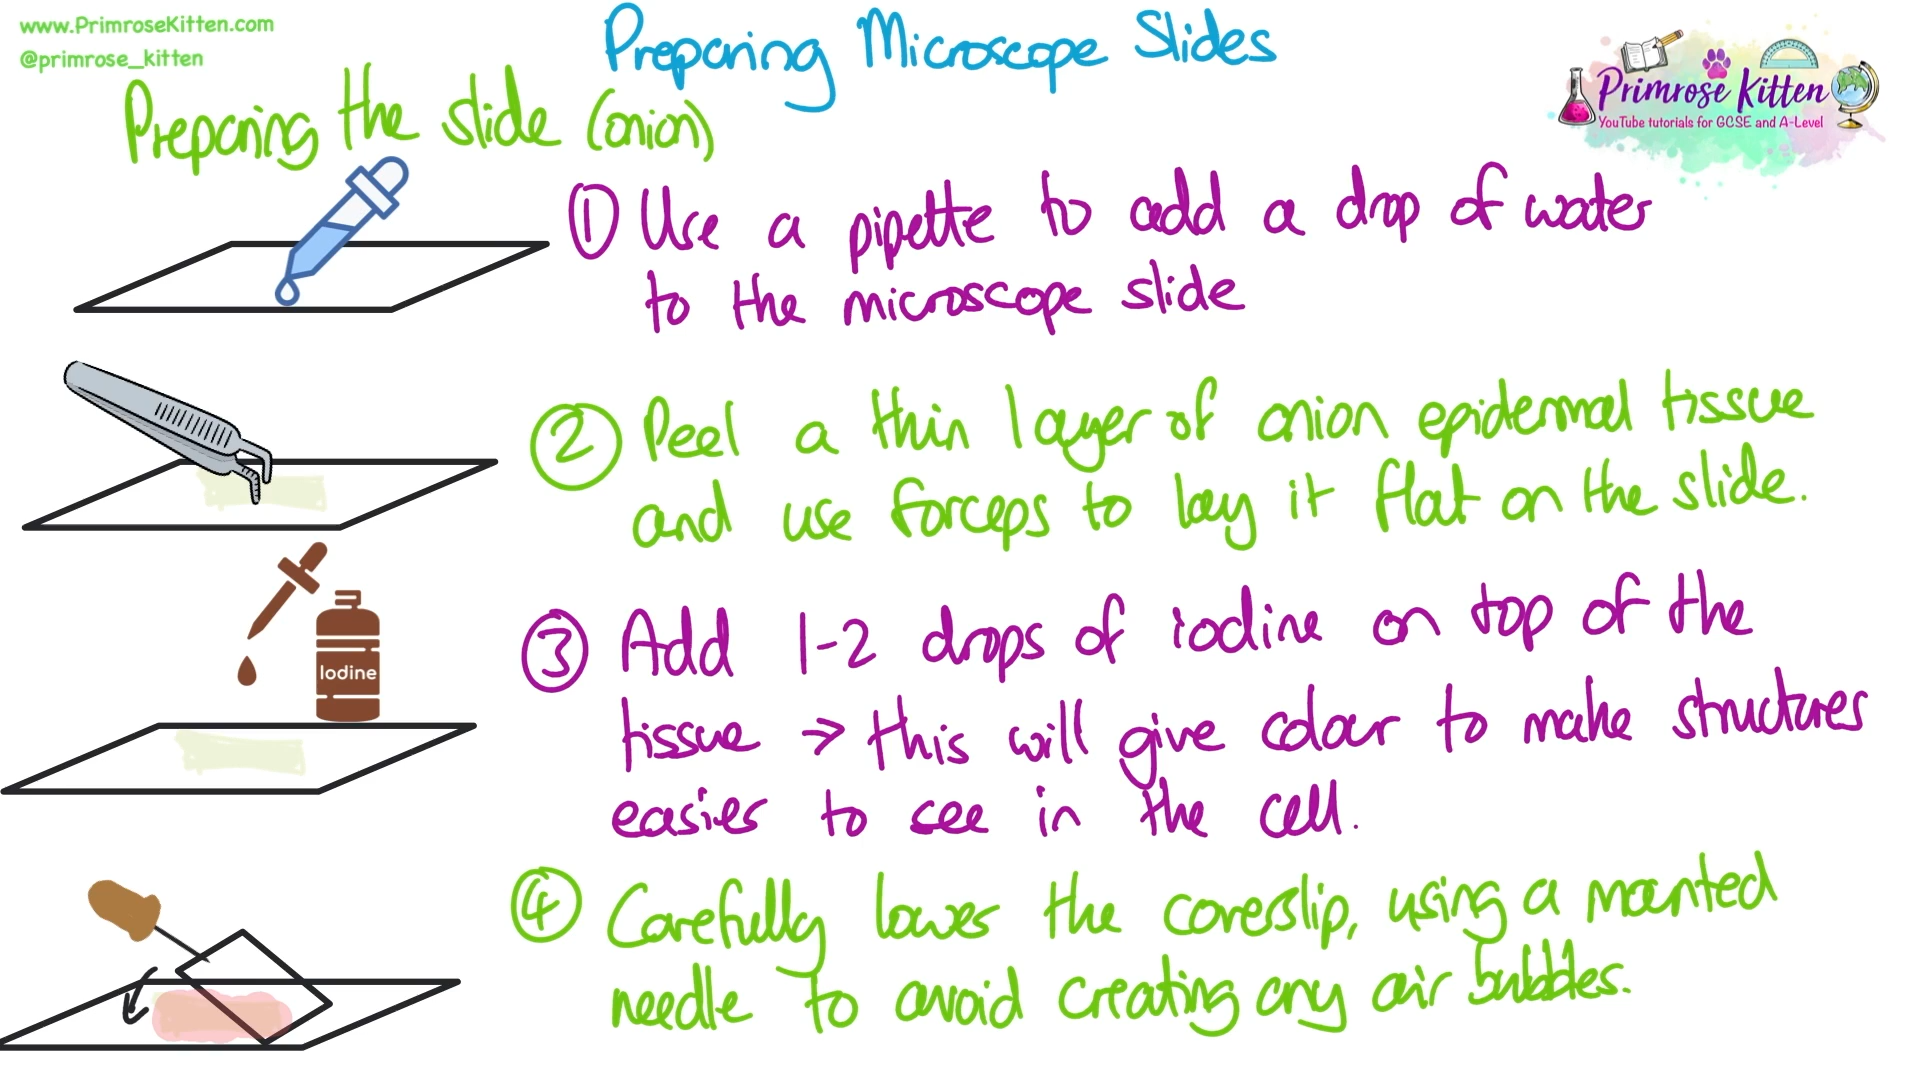 www.PrimroseKitten.com
@primrose_kitten
Preparing Microscope Slides
Primrose Kitten
YouTube tutorials for GCSE and A-Level
Preparing the slide (onion)
① Use a pipette to add a drop of water
to the microscope slide
② Peel a thin layer of onion epidermal tissue
and use forceps to lay it flat on the slide.
③ Add 1-2 drops of iodine on top of the
tissue → this will give colour to make structures
easier to see in the cell.
Iodine
④ Carefully lower the coverslip, using a mounted
needle to avoid creating any air bubbles.